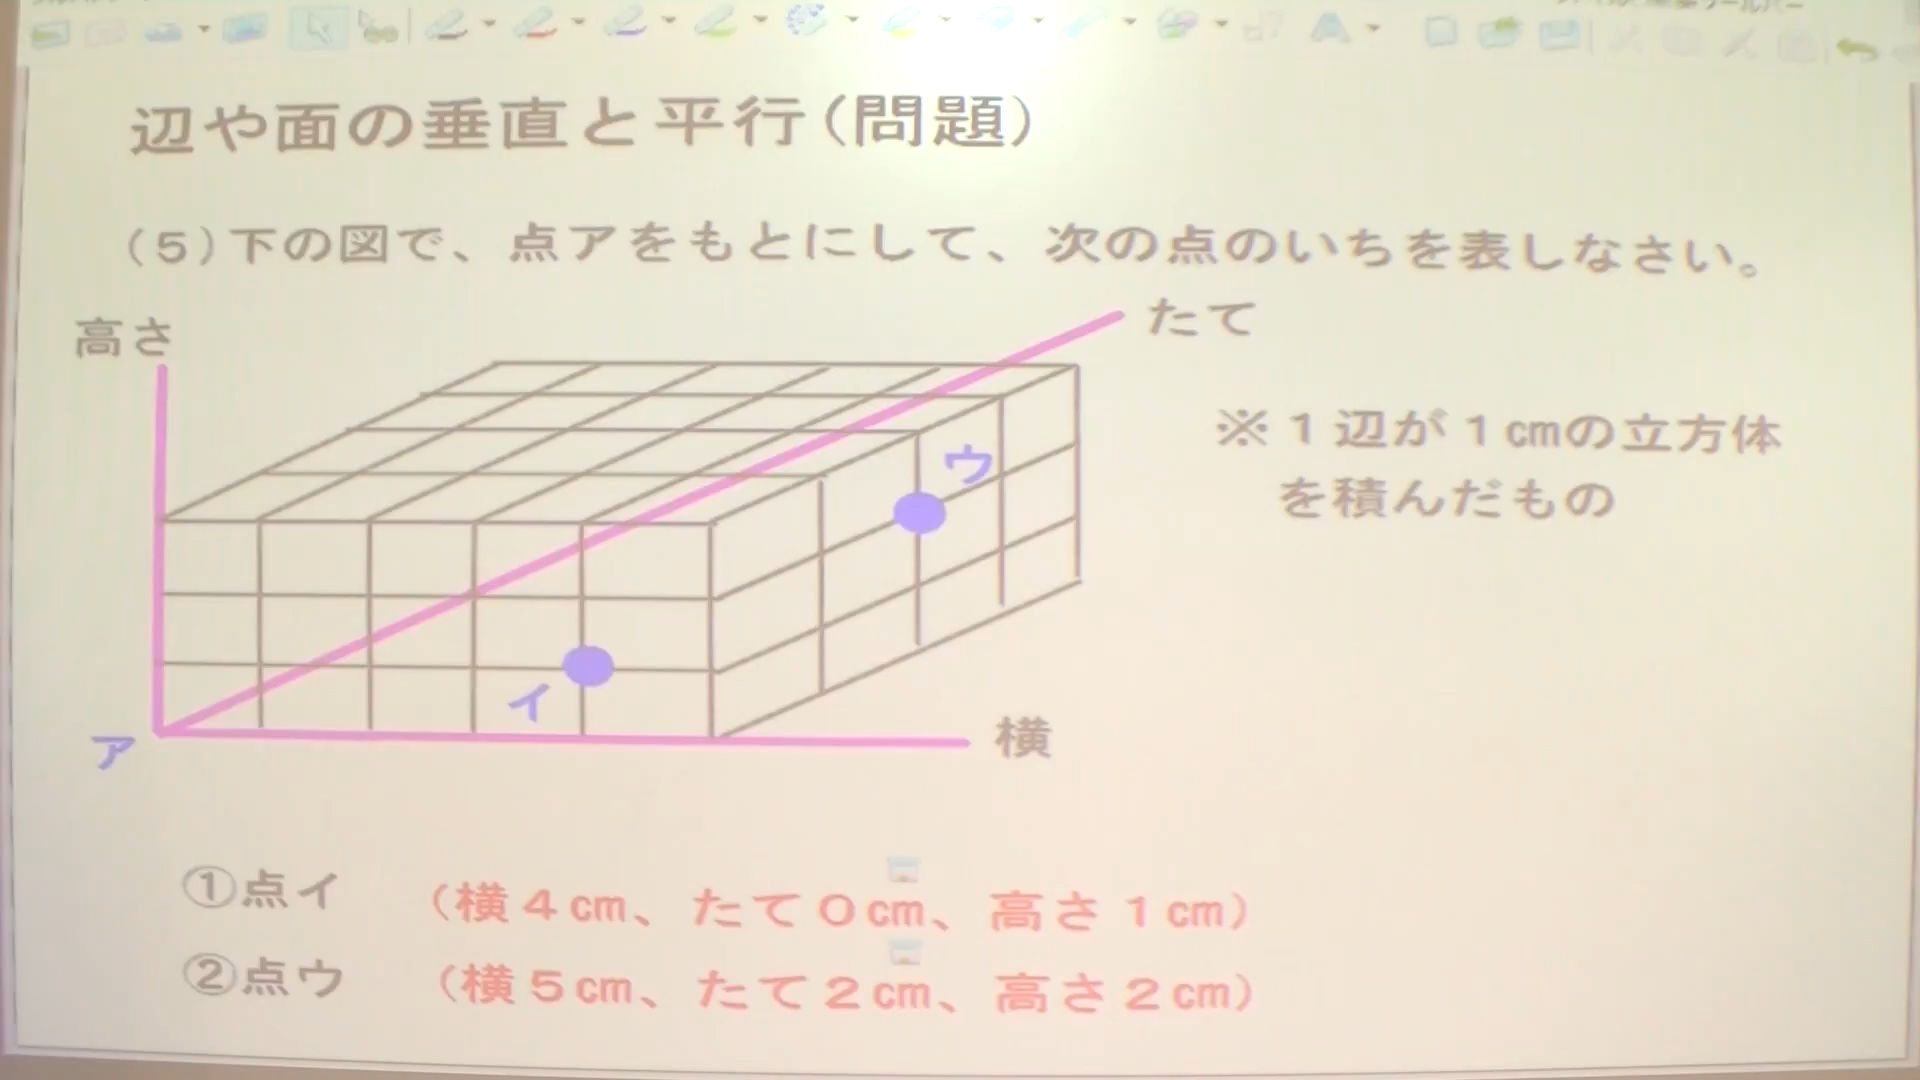 辺や面の垂直と平行(問題)
(5)下の図で、点アをもとにして、次の点のいちを表しなさい。
高さ
たて
※1辺が1㎝の立方体
を積んだもの
ウ
イ
ア
横
①点イ (横4㎝、たて0㎝、高さ1㎝)
②点ウ (横5㎝、たて2㎝、高さ2㎝)